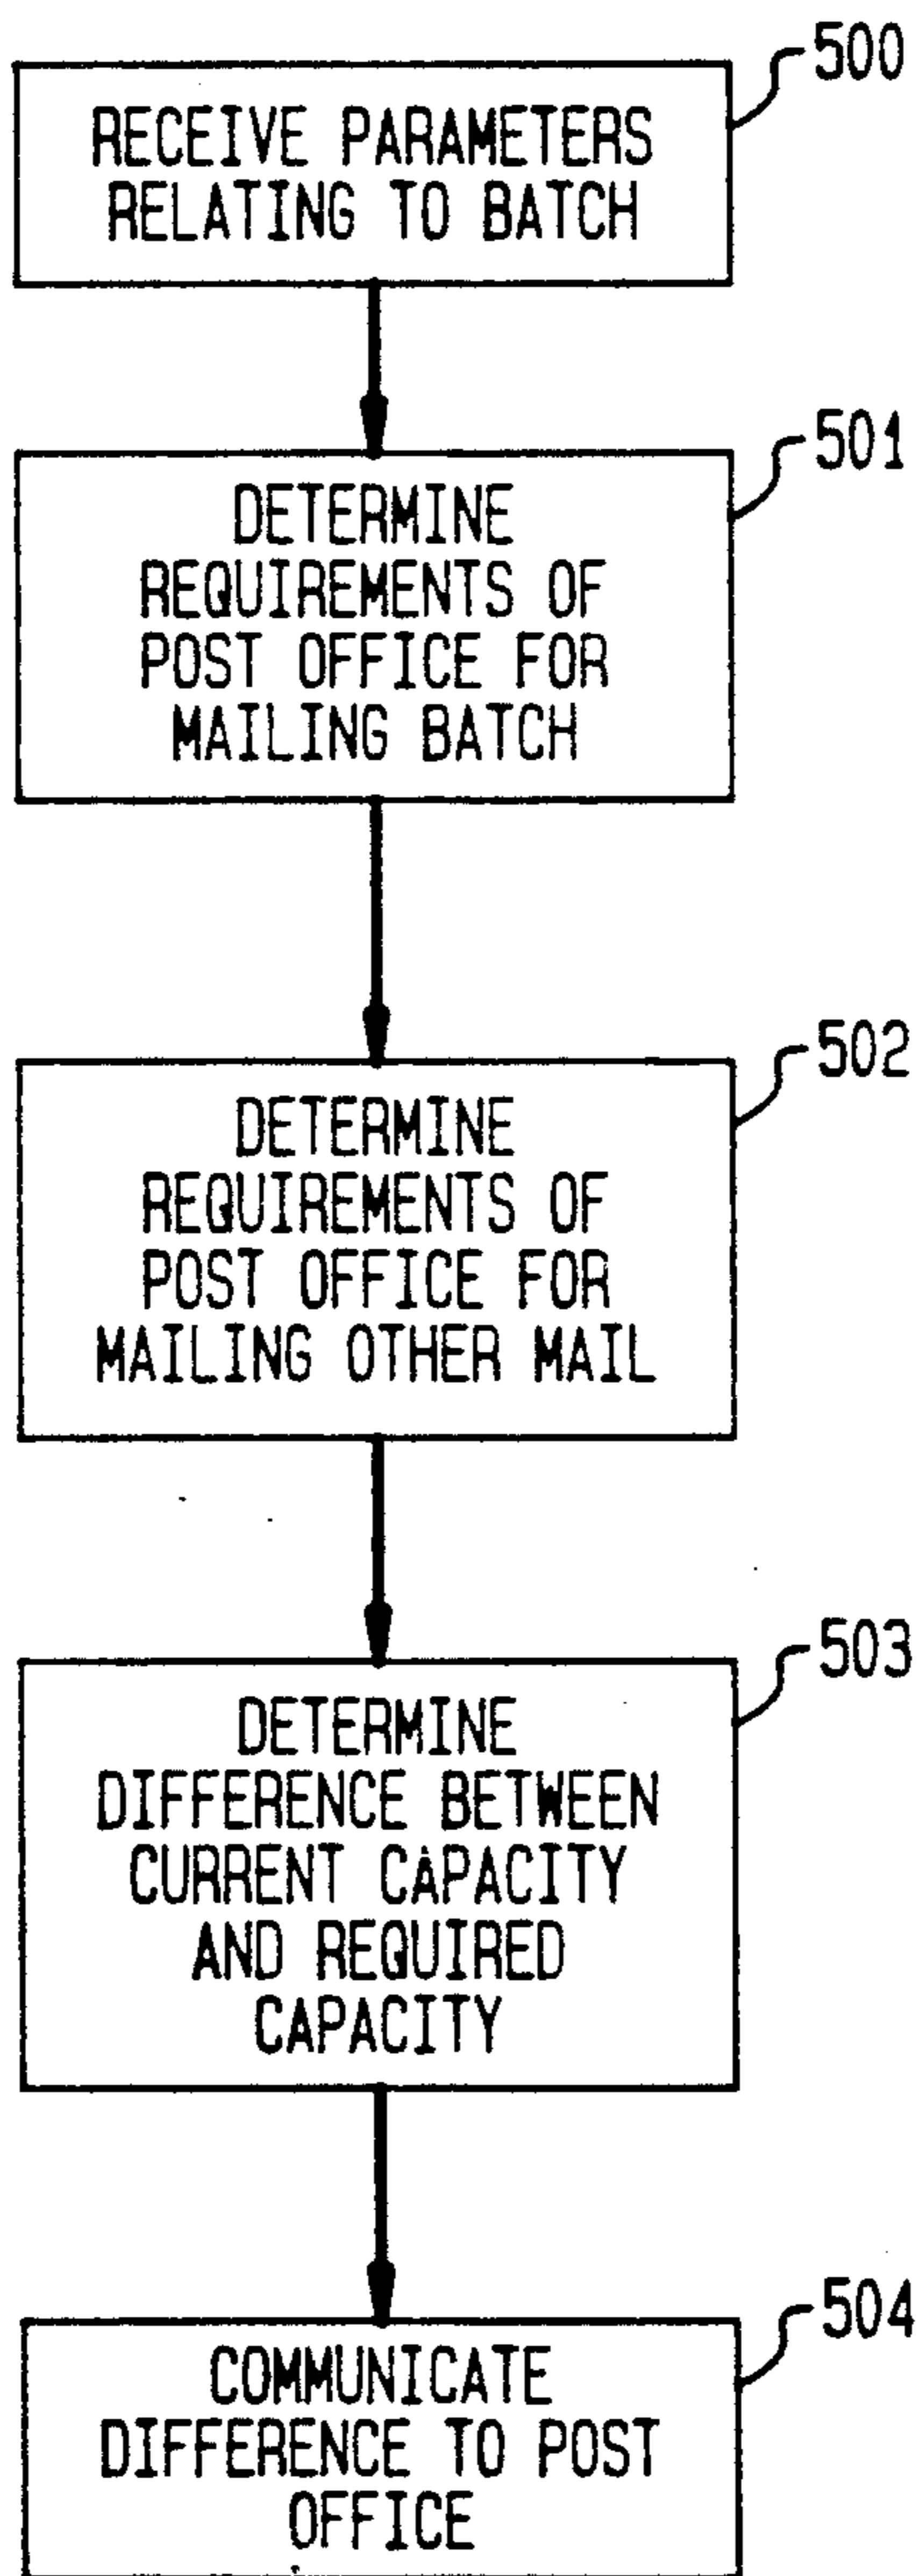 500
RECEIVE PARAMETERS
RELATING TO BATCH
501
DETERMINE
REQUIREMENTS OF
POST OFFICE FOR
MAILING BATCH
502
DETERMINE
REQUIREMENTS OF
POST OFFICE FOR
MAILING OTHER MAIL
503
DETERMINE
DIFFERENCE BETWEEN
CURRENT CAPACITY
AND REQUIRED
CAPACITY
504
COMMUNICATE
DIFFERENCE TO POST
OFFICE